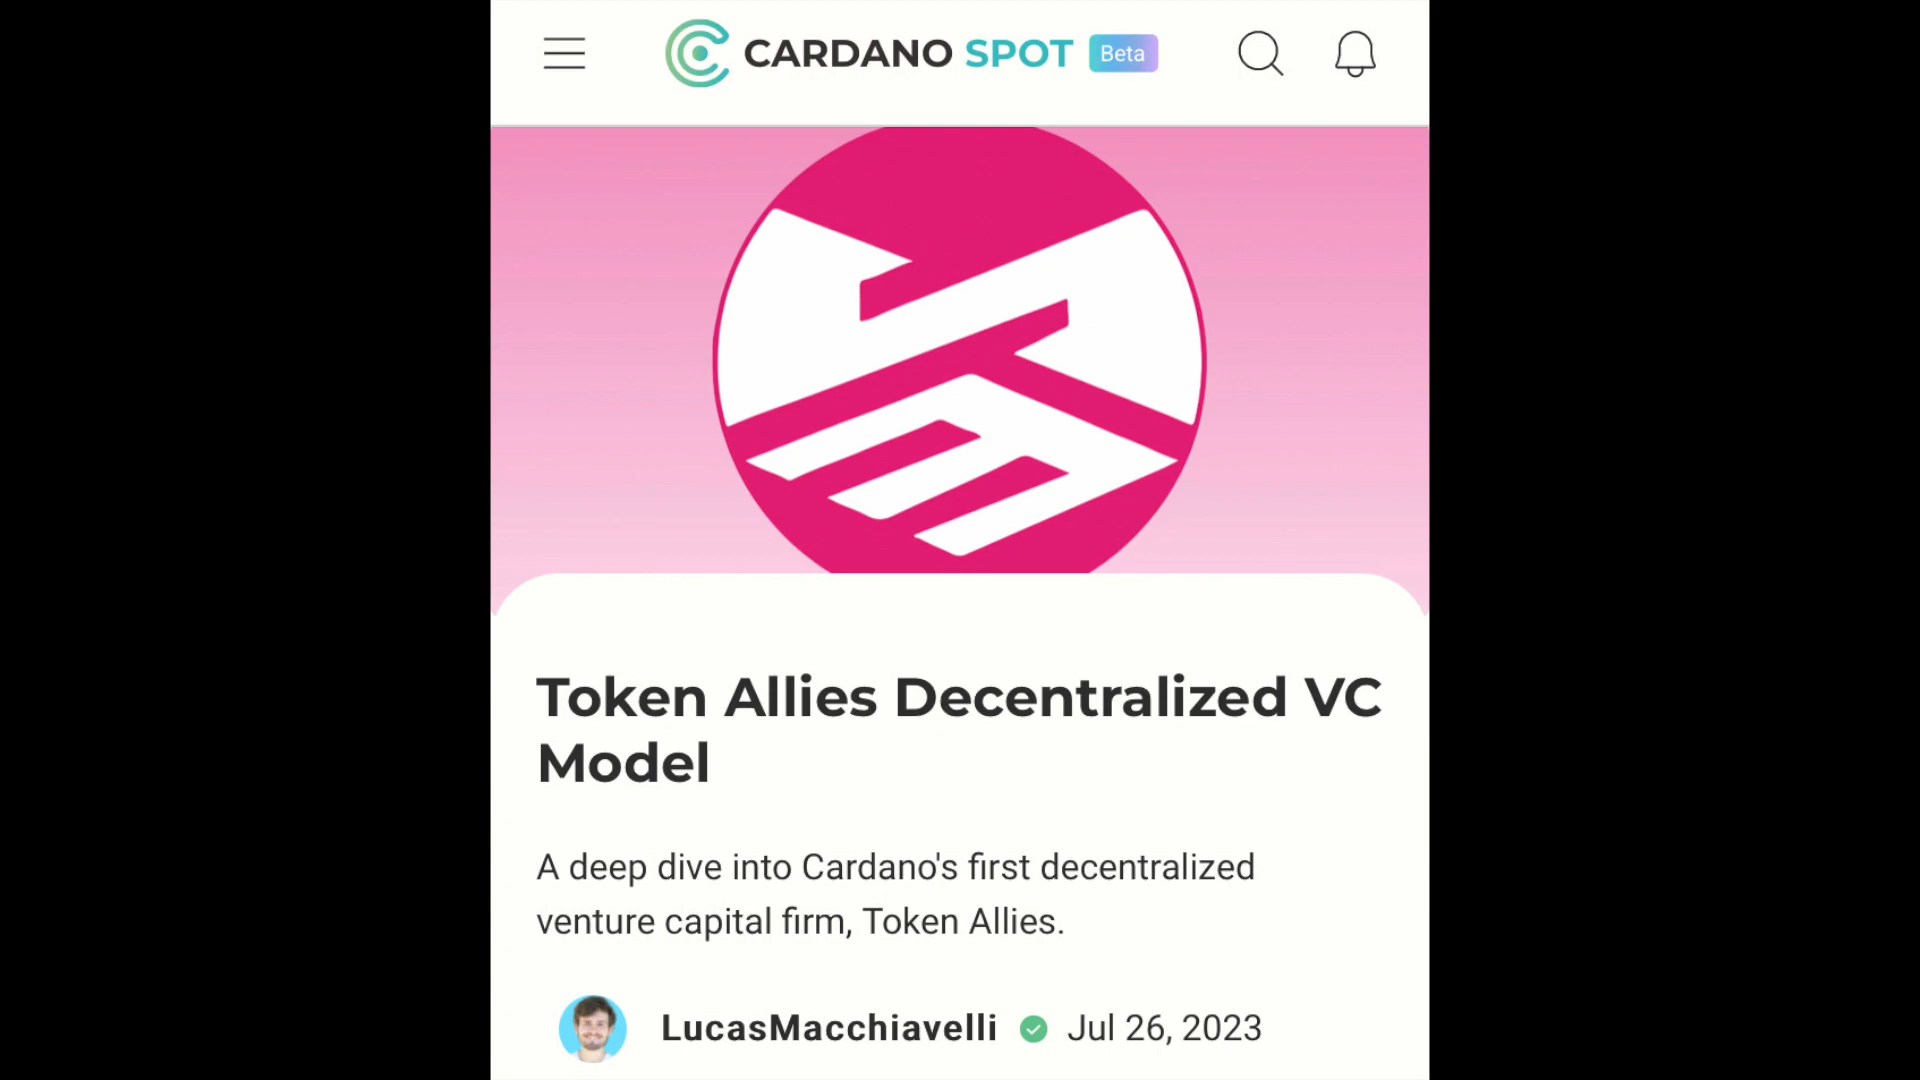 CARDANO SPOT Beta
Token Allies Decentralized VC
Model
A deep dive into Cardano's first decentralized
venture capital firm, Token Allies.
LucasMacchiavelli Jul 26, 2023